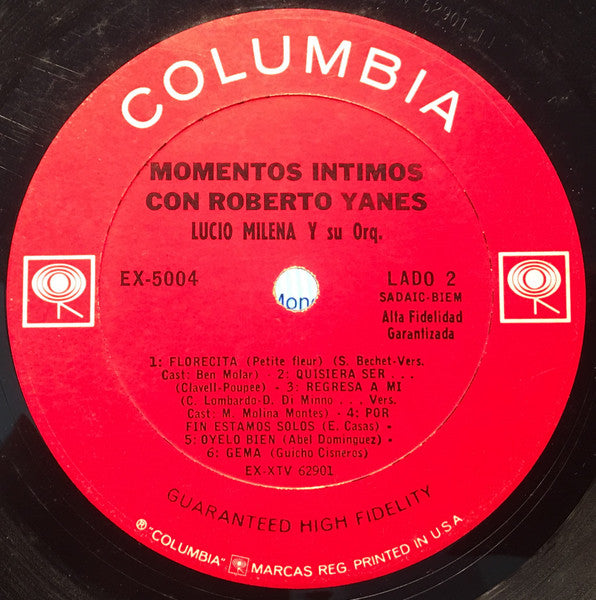 COLUMBIA
MOMENTOS INTIMOS
CON ROBERTO YANES
LUCIO MILENA Y su Orq.
EX-5004
LADO 2
SADAIC-BIEM
Alta Fidelidad
Garantizada
1: FLORECITA (Petite fleur) (S. Bechet-Vers.
Cast: Ben Molar) - 2: QUISIERA SER . . .
(Clavell-Poupee) - 3: REGRESA A MI
(C. Lombardo-D. Di Minno . . . Vers.
Cast: M. Molina Montes) - 4: POR
FIN ESTAMOS SOLOS (E. Casas) -
5: OYELO BIEN (Abel Dominguez) -
6: GEMA (Guicho Cisneros)
EX-XTV 62901
GUARANTEED HIGH FIDELITY
® "COLUMBIA" MARCAS REG. PRINTED IN U.S.A.